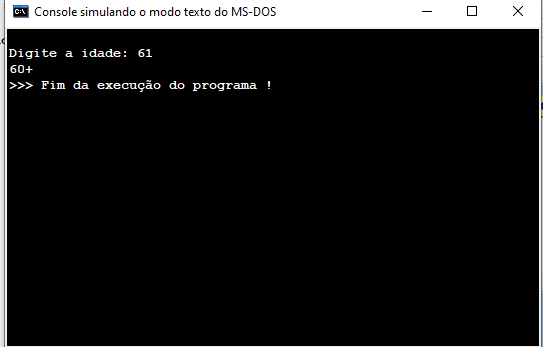 Console simulando o modo texto do MS-DOS
Digite a idade: 61
60+
>>> Fim da execução do programa !